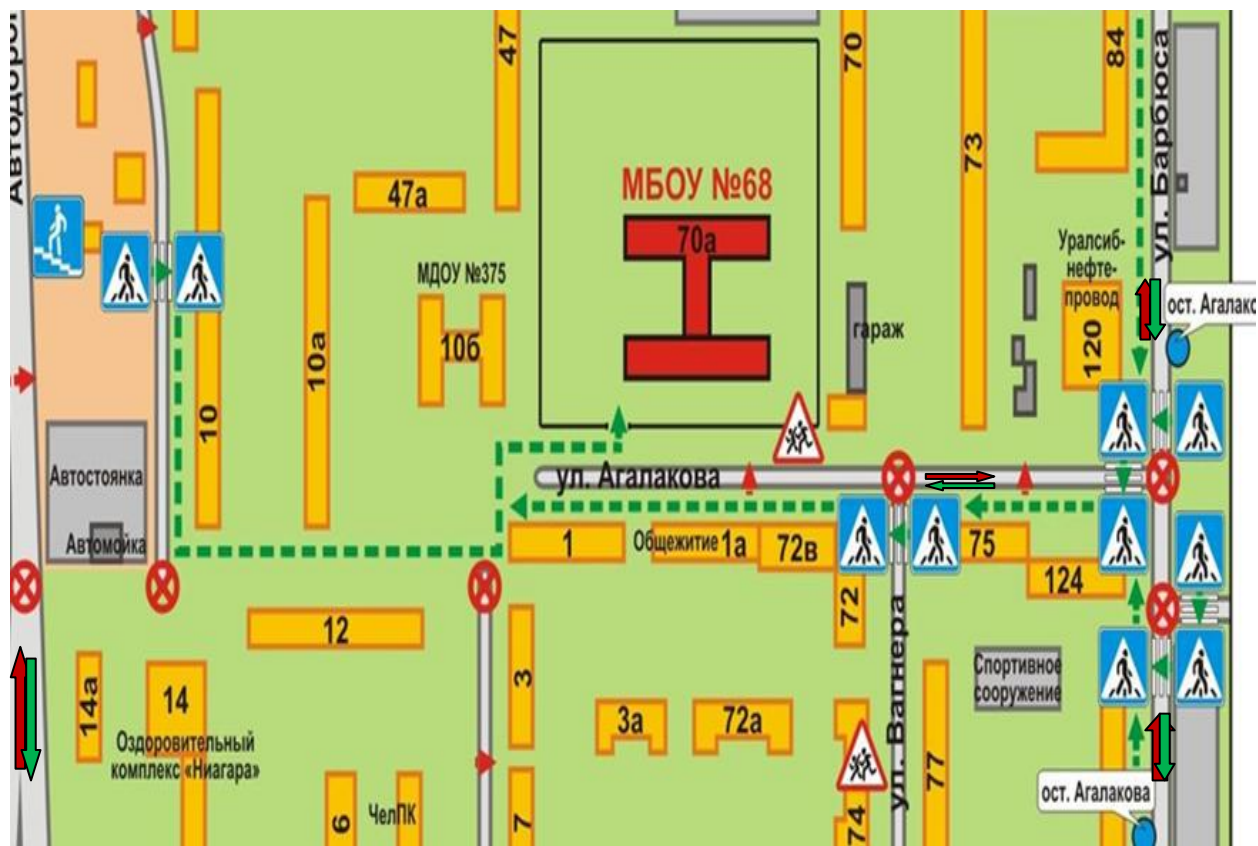 Автодорог
47
70
84
ул. Барбюса
73
МБОУ №68
47а
70а
Уралсиб-
нефте-
провод
МДОУ №375
ост. Агалако
10а
10б
гараж
120
10
Автостоянка
ул. Агалакова
Автомойка
1
Общежитие 1а
72в
75
124
12
72
14а
14
3
3а
72а
ул. Вагнера
Спортивное
сооружение
Оздоровительный
комплекс «Ниагара»
77
ост. Агалакова
6
ЧелПК
7
74